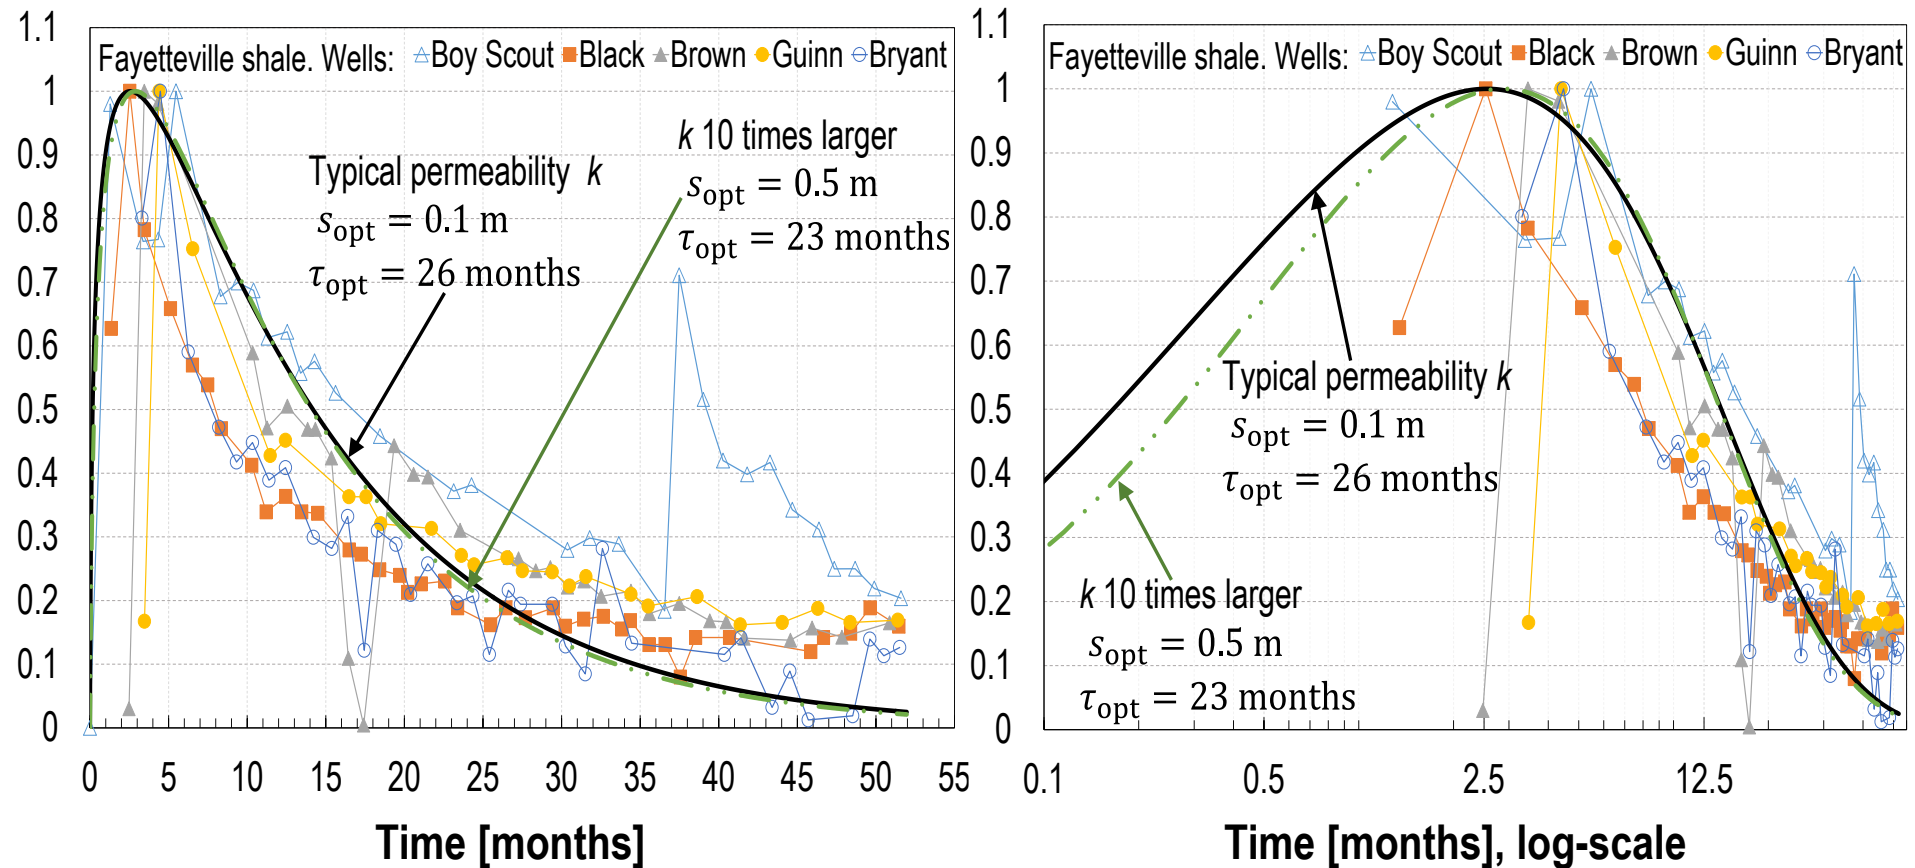 Fayetteville shale. Wells: Boy Scout Black Brown Guinn Bryant
1.1
1
0.9
0.8
0.7
0.6
0.5
0.4
0.3
0.2
0.1
0
Typical permeability k
s_opt = 0.1 m
τ_opt = 26 months
k 10 times larger
s_opt = 0.5 m
τ_opt = 23 months
0 5 10 15 20 25 30 35 40 45 50 55
Time [months]
Fayetteville shale. Wells: Boy Scout Black Brown Guinn Bryant
1.1
1
0.9
0.8
0.7
0.6
0.5
0.4
0.3
0.2
0.1
0
Typical permeability k
s_opt = 0.1 m
τ_opt = 26 months
k 10 times larger
s_opt = 0.5 m
τ_opt = 23 months
0.1 0.5 2.5 12.5
Time [months], log-scale